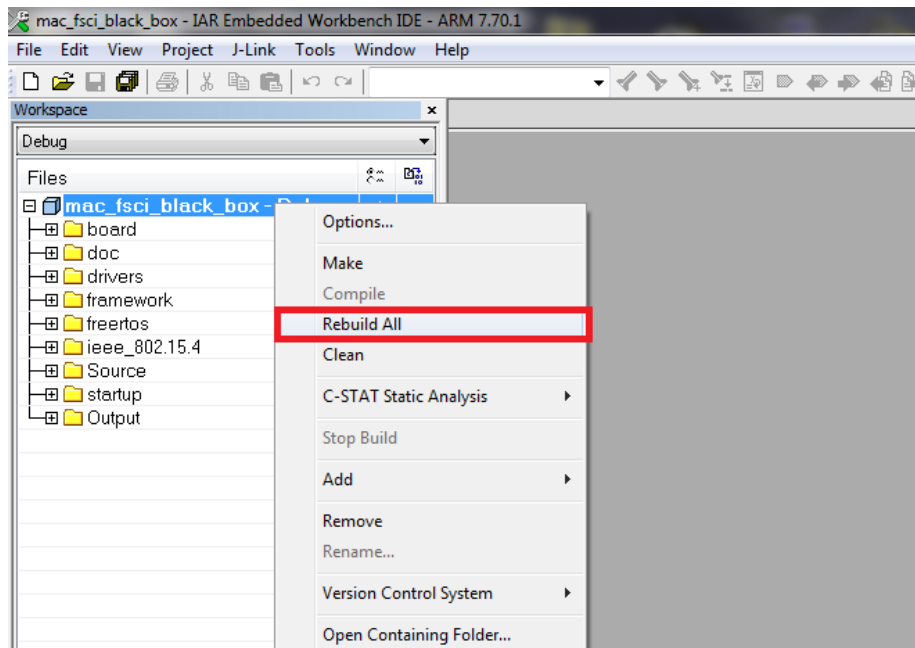 mac_fsci_black_box - IAR Embedded Workbench IDE - ARM 7.70.1
File Edit View Project J-Link Tools Window Help
Workspace
Debug
Files
mac_fsci_black_box -
board
doc
drivers
framework
freertos
ieee_802.15.4
Source
startup
Output
Options...
Make
Compile
Rebuild All
Clean
C-STAT Static Analysis
Stop Build
Add
Remove
Rename...
Version Control System
Open Containing Folder...